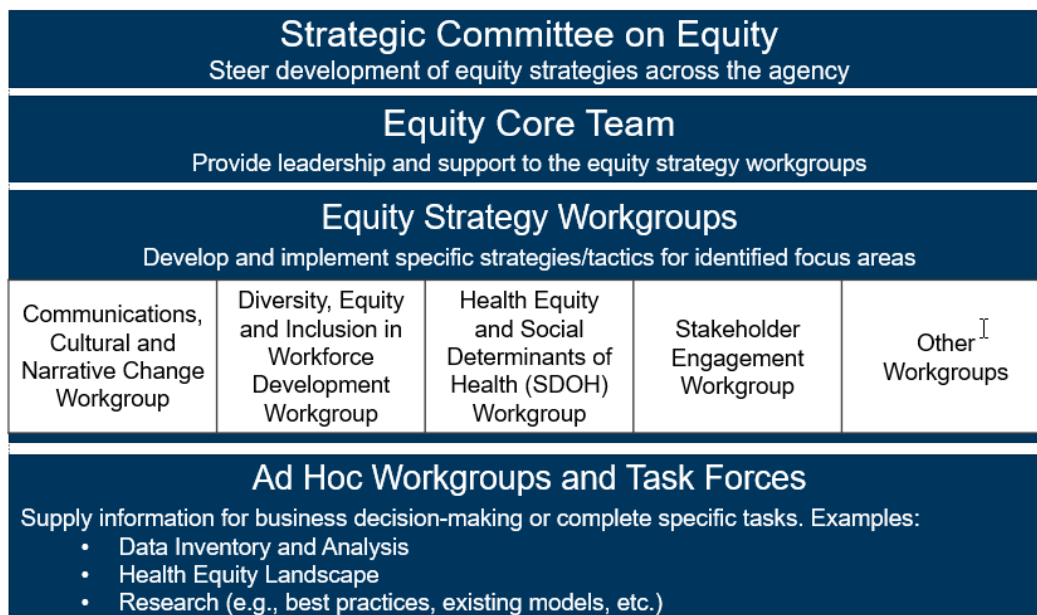 Strategic Committee on Equity
Steer development of equity strategies across the agency
Equity Core Team
Provide leadership and support to the equity strategy workgroups
Equity Strategy Workgroups
Develop and implement specific strategies/tactics for identified focus areas
Communications,
Cultural and
Narrative Change
Workgroup
Diversity, Equity
and Inclusion in
Workforce
Development
Workgroup
Health Equity
and Social
Determinants of
Health (SDOH)
Workgroup
Stakeholder
Engagement
Workgroup
Other
Workgroups
Ad Hoc Workgroups and Task Forces
Supply information for business decision-making or complete specific tasks. Examples:
• Data Inventory and Analysis
• Health Equity Landscape
• Research (e.g., best practices, existing models, etc.)